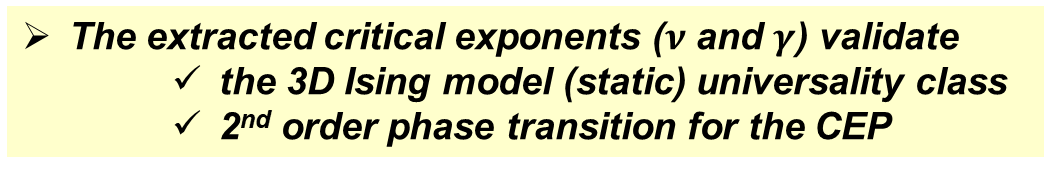 ➢ The extracted critical exponents (ν and γ) validate
✓ the 3D Ising model (static) universality class
✓ 2nd order phase transition for the CEP